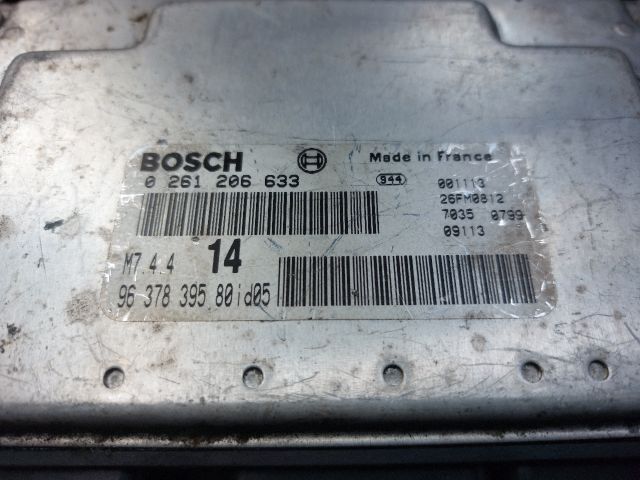 BOSCH Made in France
0 261 206 633 944 001113
26FM0812
7035 0799
09113
M7.4.4 14
96 378 395 80id05